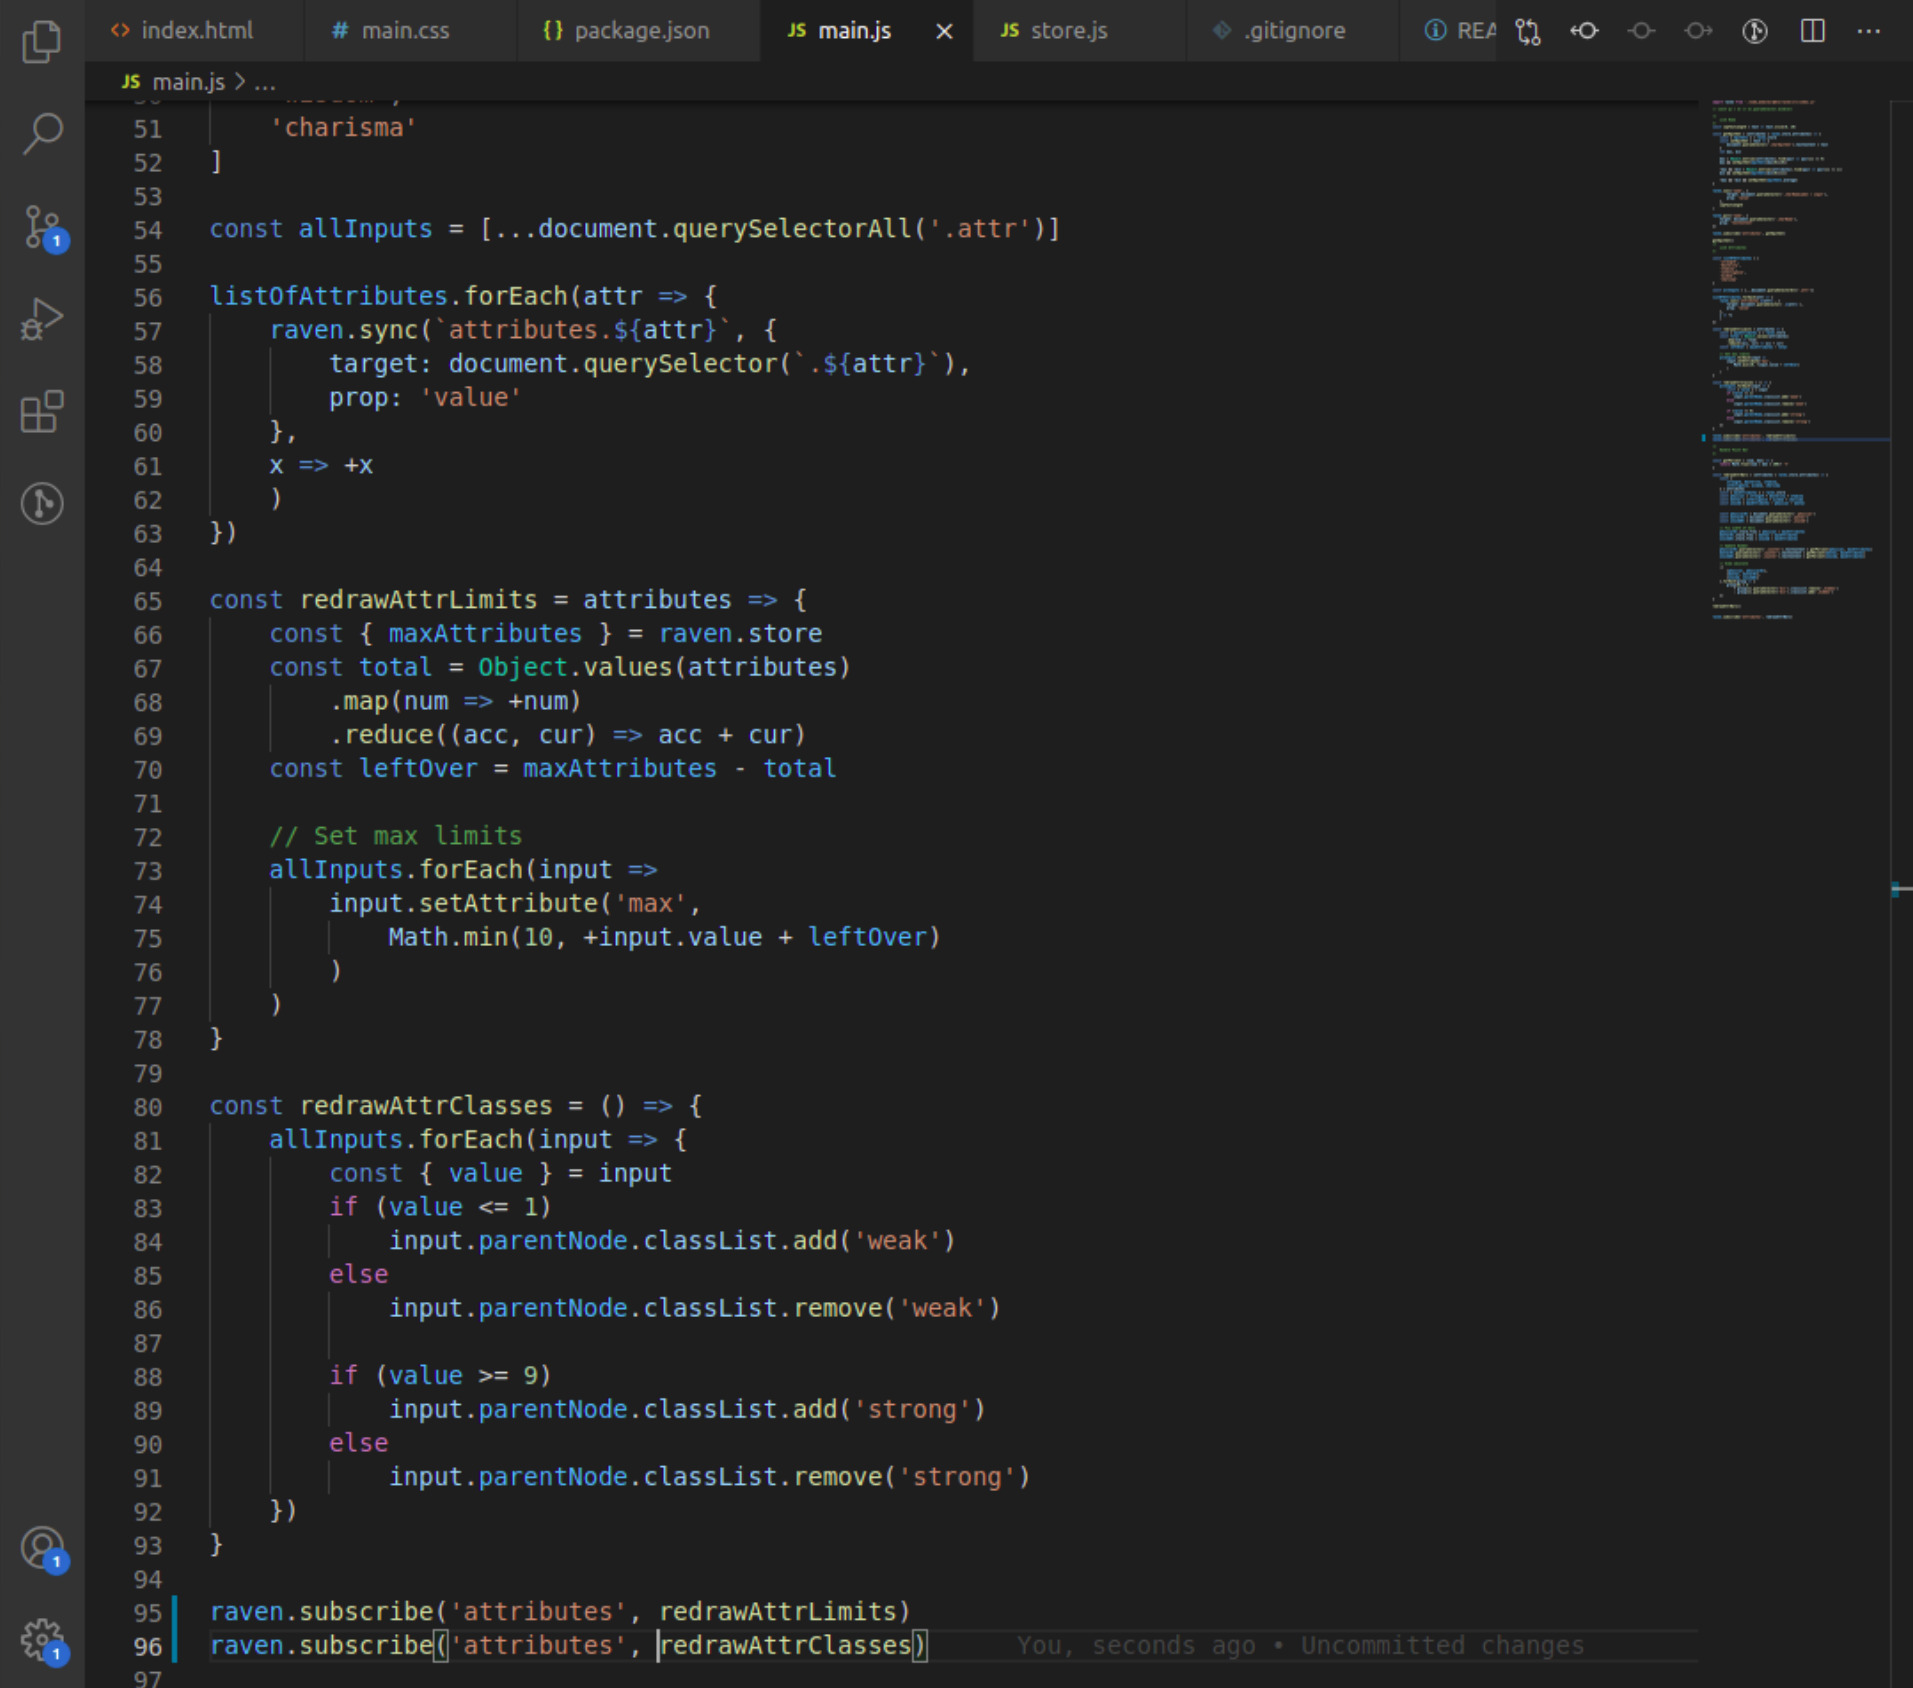 index.html main.css package.json main.js store.js .gitignore REA
main.js > ...
51 'charisma'
52 ]
53
54 const allInputs = [...document.querySelectorAll('.attr')]
55
56 listOfAttributes.forEach(attr => {
57 raven.sync(`attributes.${attr}`, {
58 target: document.querySelector(`.${attr}`),
59 prop: 'value'
60 },
61 x => +x
62 )
63 })
64
65 const redrawAttrLimits = attributes => {
66 const { maxAttributes } = raven.store
67 const total = Object.values(attributes)
68 .map(num => +num)
69 .reduce((acc, cur) => acc + cur)
70 const leftOver = maxAttributes - total
71
72 // Set max limits
73 allInputs.forEach(input =>
74 input.setAttribute('max',
75 Math.min(10, +input.value + leftOver)
76 )
77 )
78 }
79
80 const redrawAttrClasses = () => {
81 allInputs.forEach(input => {
82 const { value } = input
83 if (value <= 1)
84 input.parentNode.classList.add('weak')
85 else
86 input.parentNode.classList.remove('weak')
87
88 if (value >= 9)
89 input.parentNode.classList.add('strong')
90 else
91 input.parentNode.classList.remove('strong')
92 })
93 }
94
95 raven.subscribe('attributes', redrawAttrLimits)
96 raven.subscribe('attributes', redrawAttrClasses) You, seconds ago • Uncommitted changes
97
1
1
1